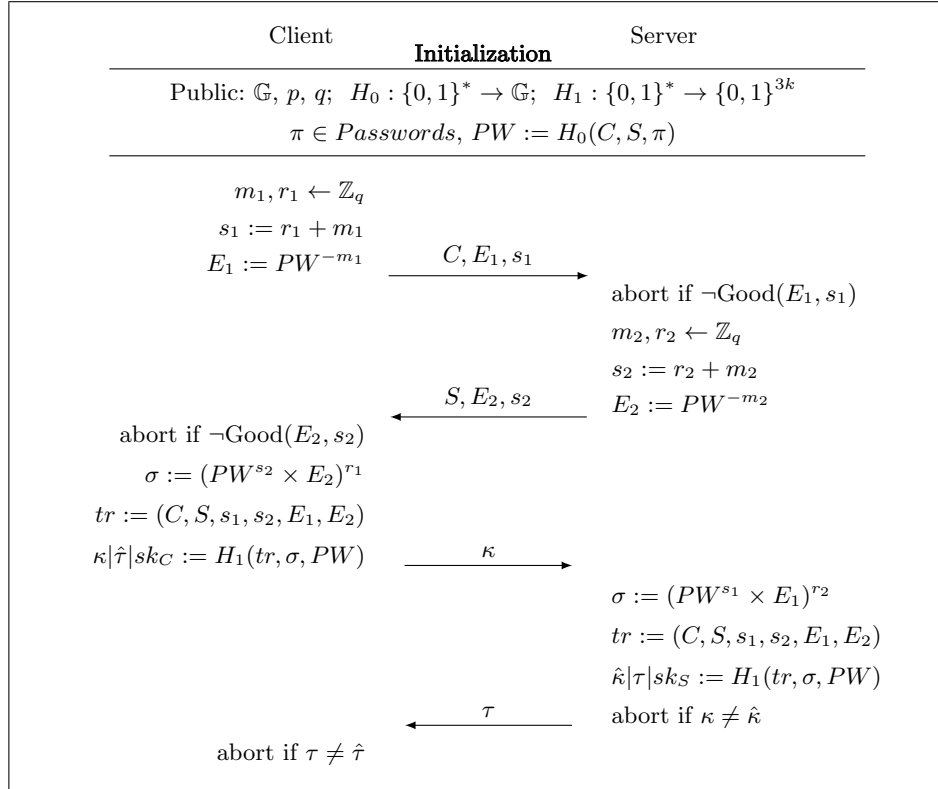 Client Server
Initialization
Public: 𝔾, p, q; H₀ : {0, 1}* → 𝔾; H₁ : {0, 1}* → {0, 1}³ᵏ
π ∈ Passwords, PW := H₀(C, S, π)
m₁, r₁ ← ℤ_q
s₁ := r₁ + m₁
E₁ := PW^{−m₁}
C, E₁, s₁
abort if ¬Good(E₁, s₁)
m₂, r₂ ← ℤ_q
s₂ := r₂ + m₂
S, E₂, s₂
E₂ := PW^{−m₂}
abort if ¬Good(E₂, s₂)
σ := (PW^{s₂} × E₂)^{r₁}
tr := (C, S, s₁, s₂, E₁, E₂)
κ|τ̂|sk_C := H₁(tr, σ, PW)
κ
σ := (PW^{s₁} × E₁)^{r₂}
tr := (C, S, s₁, s₂, E₁, E₂)
κ̂|τ|sk_S := H₁(tr, σ, PW)
abort if κ ≠ κ̂
τ
abort if τ ≠ τ̂